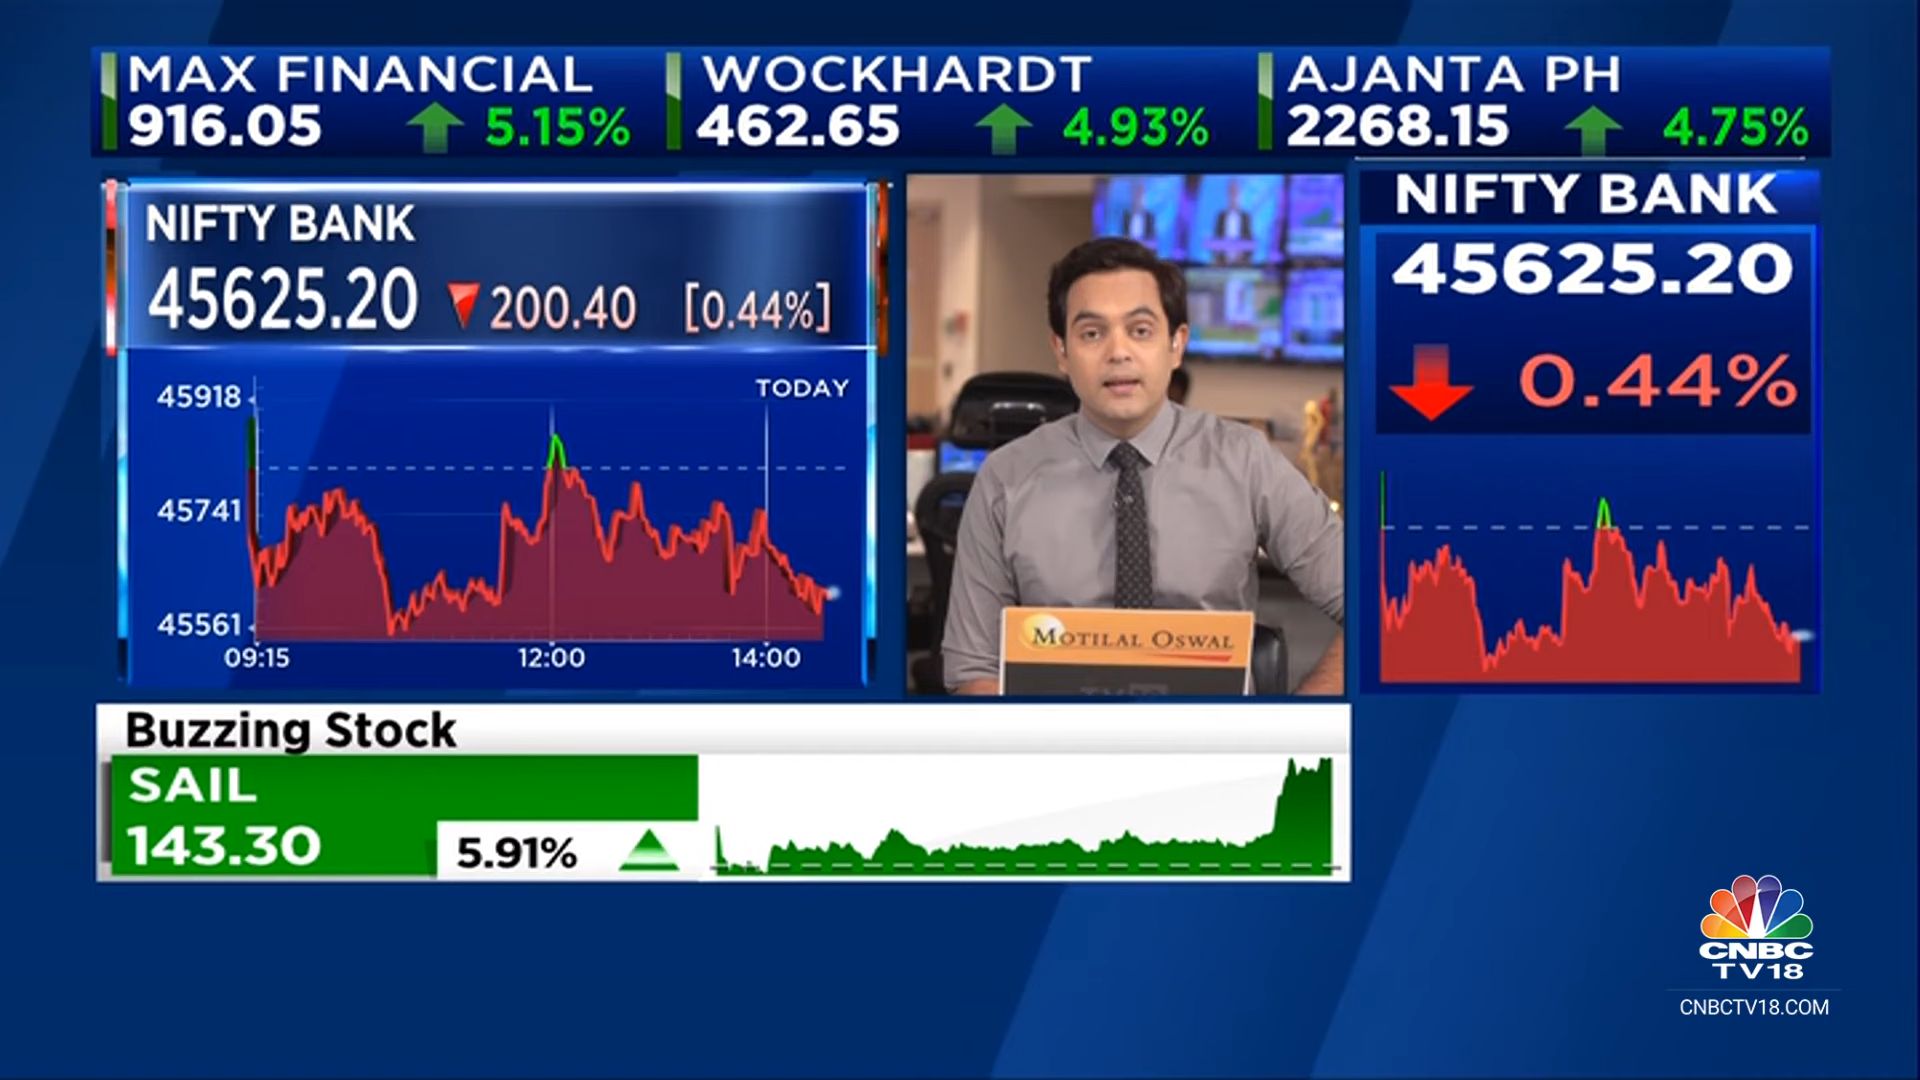 MAX FINANCIAL
916.05 5.15%
WOCKHARDT
462.65 4.93%
AJANTA PH
2268.15 4.75%
NIFTY BANK
45625.20 200.40 [0.44%]
TODAY
45918
45741
45561
09:15 12:00 14:00
MOTILAL OSWAL
NIFTY BANK
45625.20
0.44%
Buzzing Stock
SAIL
143.30
5.91%
CNBC
TV18
CNBCTV18.COM